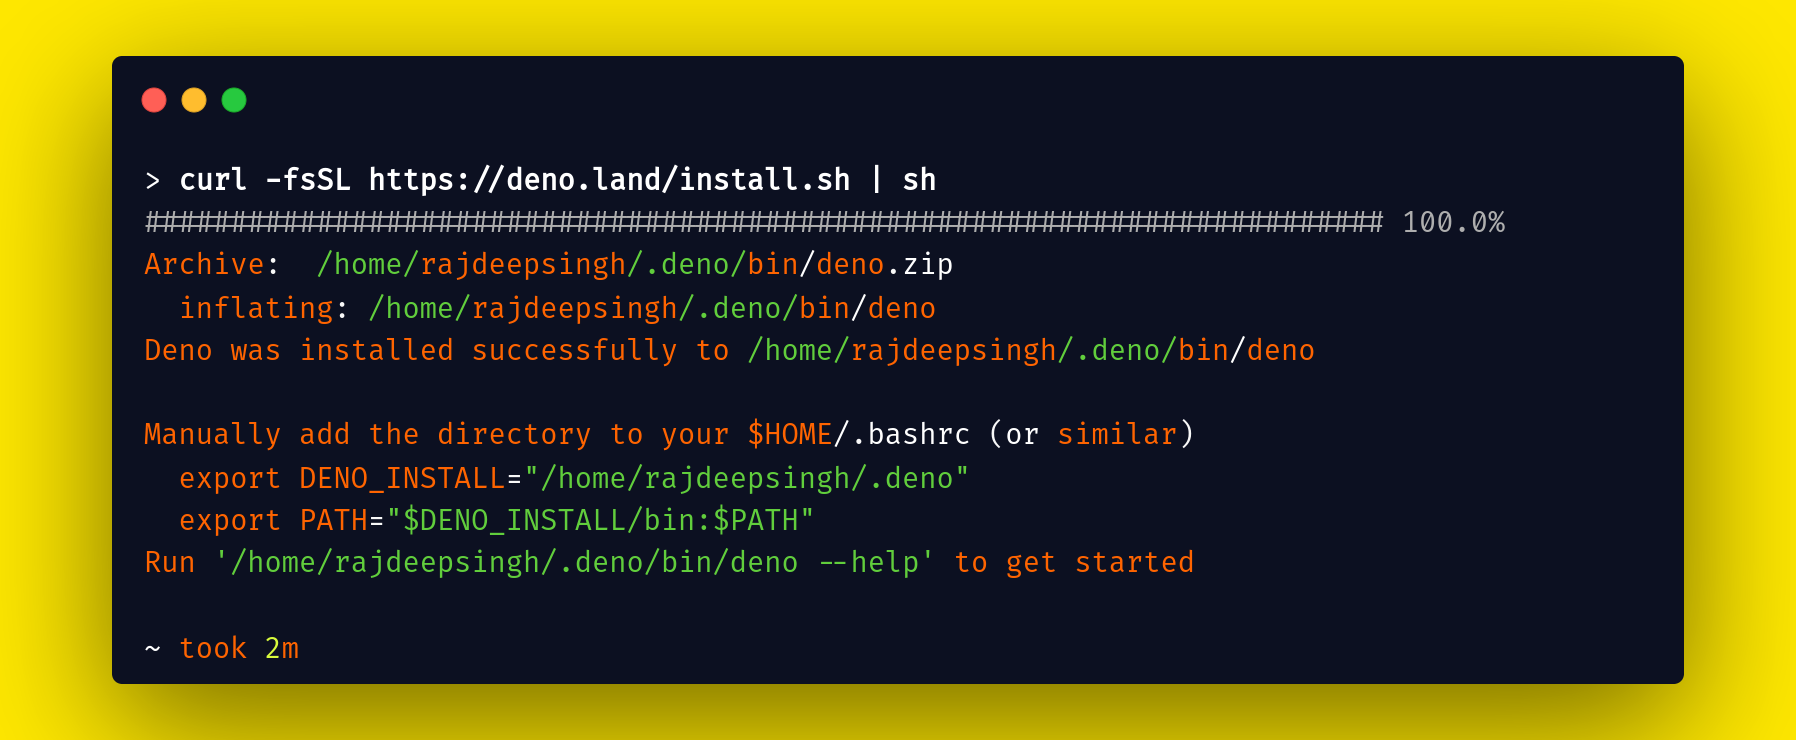 > curl -fsSL https://deno.land/install.sh | sh
######################################################################## 100.0%
Archive:  /home/rajdeepsingh/.deno/bin/deno.zip
  inflating: /home/rajdeepsingh/.deno/bin/deno
Deno was installed successfully to /home/rajdeepsingh/.deno/bin/deno

Manually add the directory to your $HOME/.bashrc (or similar)
  export DENO_INSTALL="/home/rajdeepsingh/.deno"
  export PATH="$DENO_INSTALL/bin:$PATH"
Run '/home/rajdeepsingh/.deno/bin/deno --help' to get started

~ took 2m